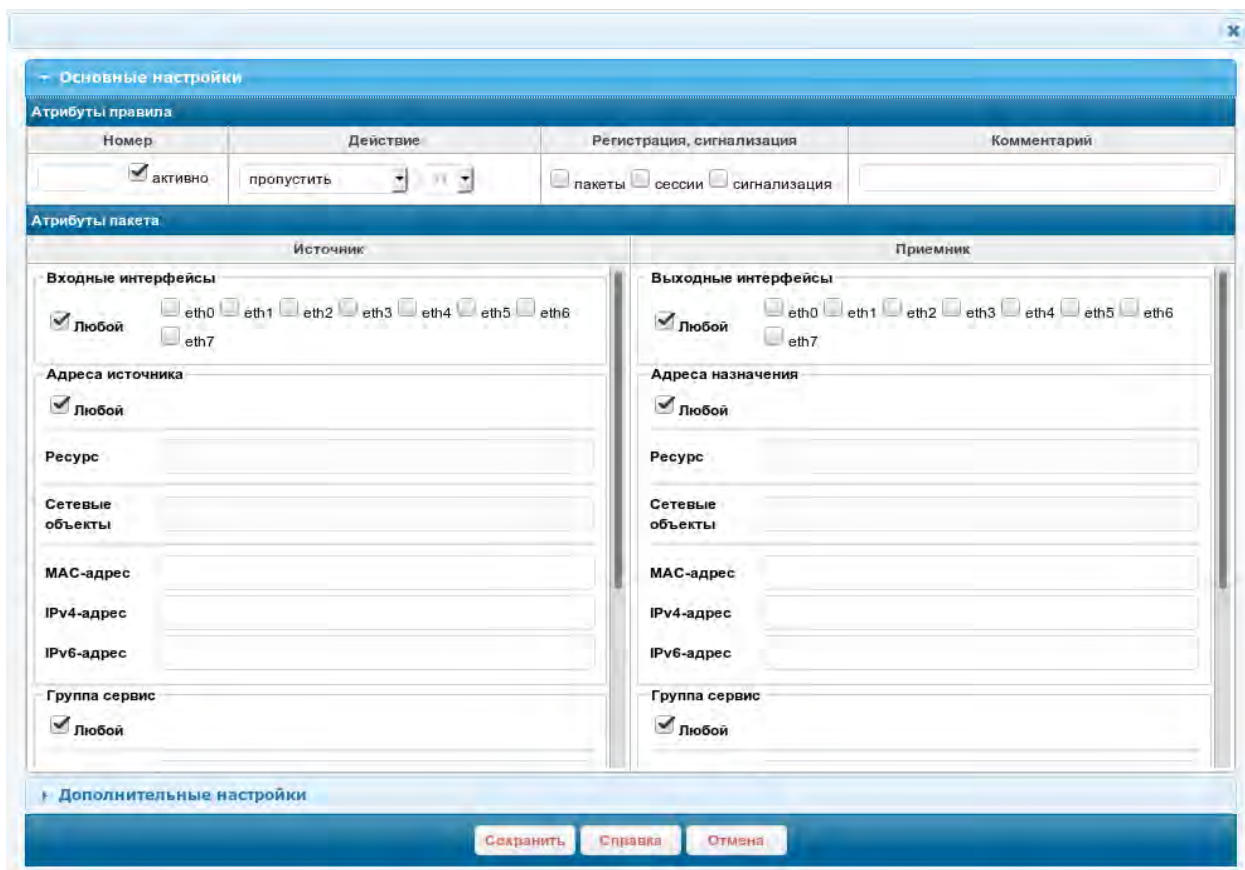 Основные настройки
Атрибуты правила
Номер Действие Регистрация, сигнализация Комментарий
активно пропустить пакеты сессии сигнализация
Атрибуты пакета
Источник Приемник
Входные интерфейсы
Любой eth0 eth1 eth2 eth3 eth4 eth5 eth6
eth7
Адреса источника
Любой
Ресурс
Сетевые
объекты
MAC-адрес
IPv4-адрес
IPv6-адрес
Группа сервис
Любой
Выходные интерфейсы
Любой eth0 eth1 eth2 eth3 eth4 eth5 eth6
eth7
Адреса назначения
Любой
Ресурс
Сетевые
объекты
MAC-адрес
IPv4-адрес
IPv6-адрес
Группа сервис
Любой
Дополнительные настройки
Сохранить Справка Отмена